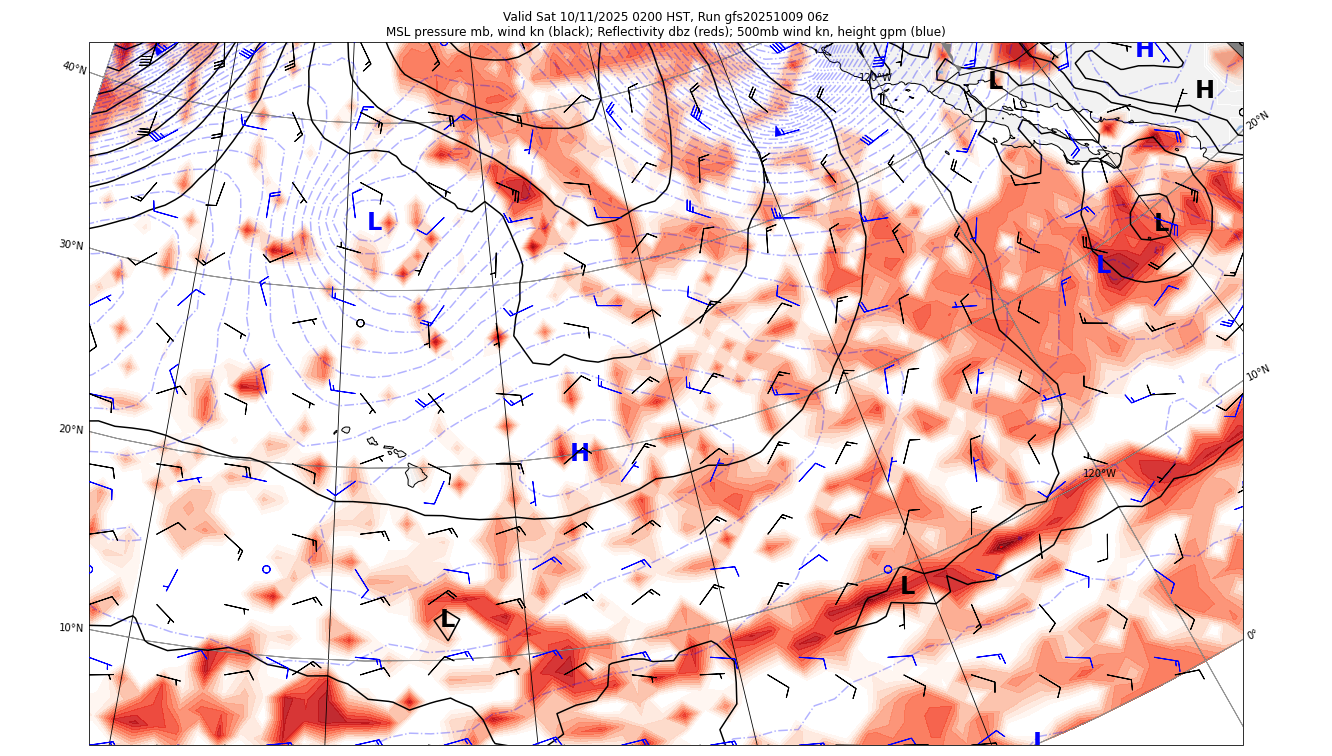 Valid Sat 10/11/2025 0200 HST, Run gfs20251009 06z
MSL pressure mb, wind kn (black); Reflectivity dbz (reds); 500mb wind kn, height gpm (blue)
H
40°N
120°W
L
H
20°N
L
L
30°N
L
10°N
20°N
H
120°W
L
L
10°N
0°
L